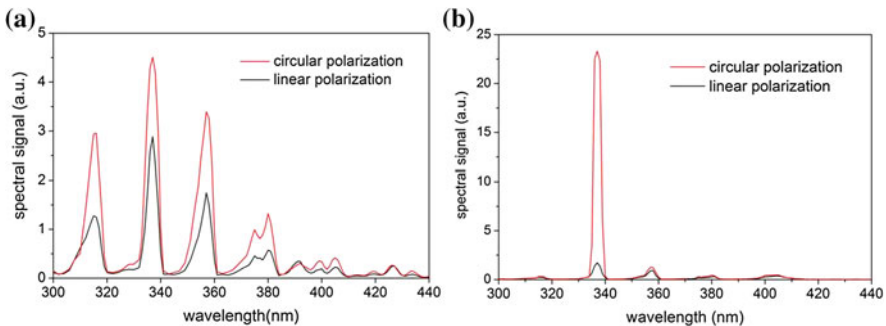 (a)
5
4
3
2
1
0
spectral signal (a.u.)
circular polarization
linear polarization
300 320 340 360 380 400 420 440
wavelength(nm)
(b)
25
20
15
10
5
0
spectral signal (a.u.)
circular polarization
linear polarization
300 320 340 360 380 400 420 440
wavelength (nm)